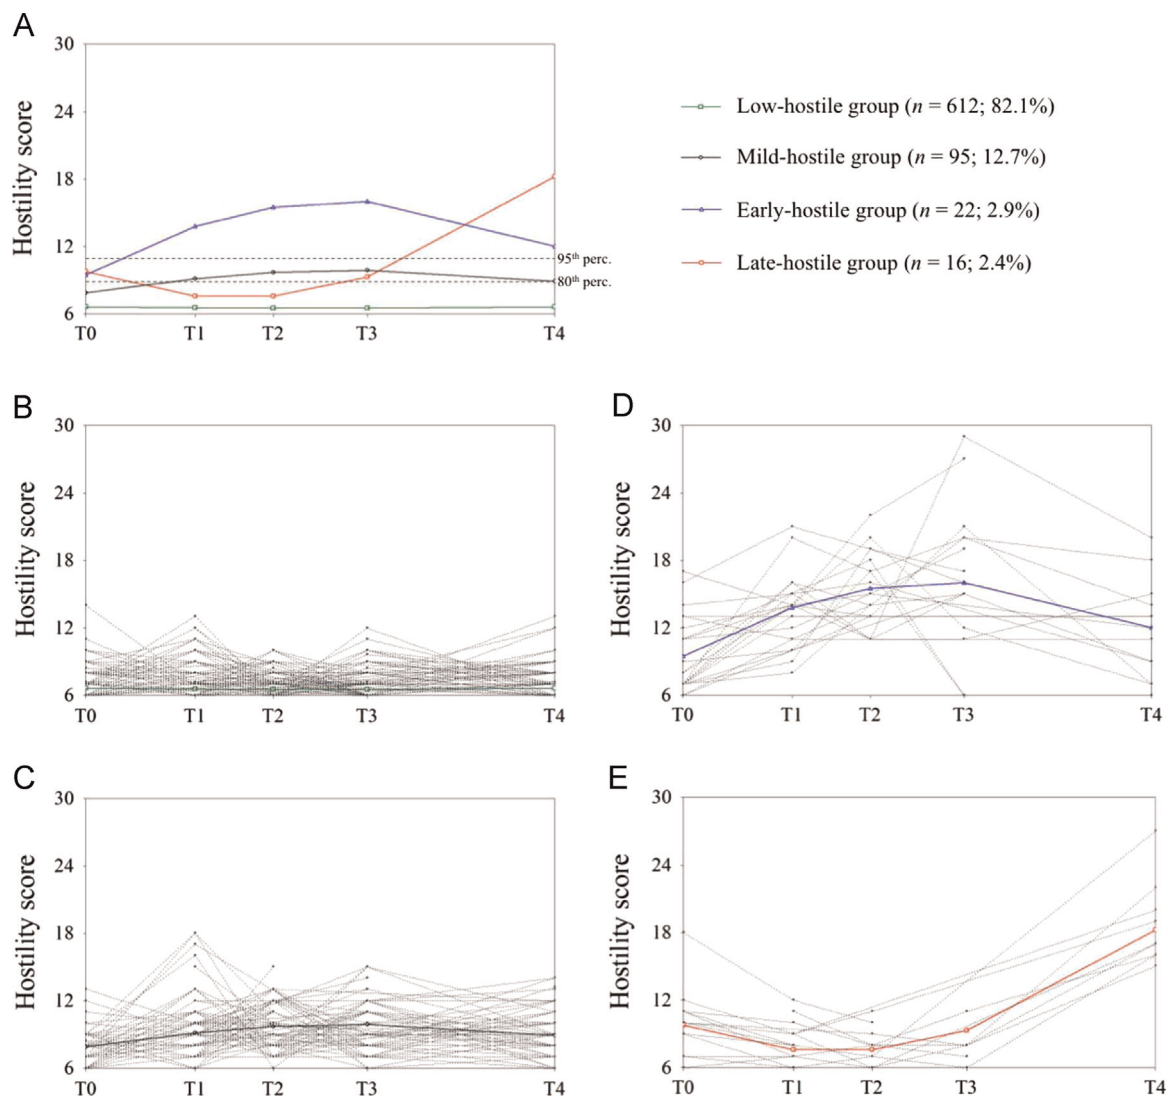 A
30
24
18
12
6
Hostility score
95th perc.
80th perc.
T0 T1 T2 T3 T4
Low-hostile group (n = 612; 82.1%)
Mild-hostile group (n = 95; 12.7%)
Early-hostile group (n = 22; 2.9%)
Late-hostile group (n = 16; 2.4%)
B
30
24
18
12
6
Hostility score
T0 T1 T2 T3 T4
D
30
24
18
12
6
Hostility score
T0 T1 T2 T3 T4
C
30
24
18
12
6
Hostility score
T0 T1 T2 T3 T4
E
30
24
18
12
6
Hostility score
T0 T1 T2 T3 T4